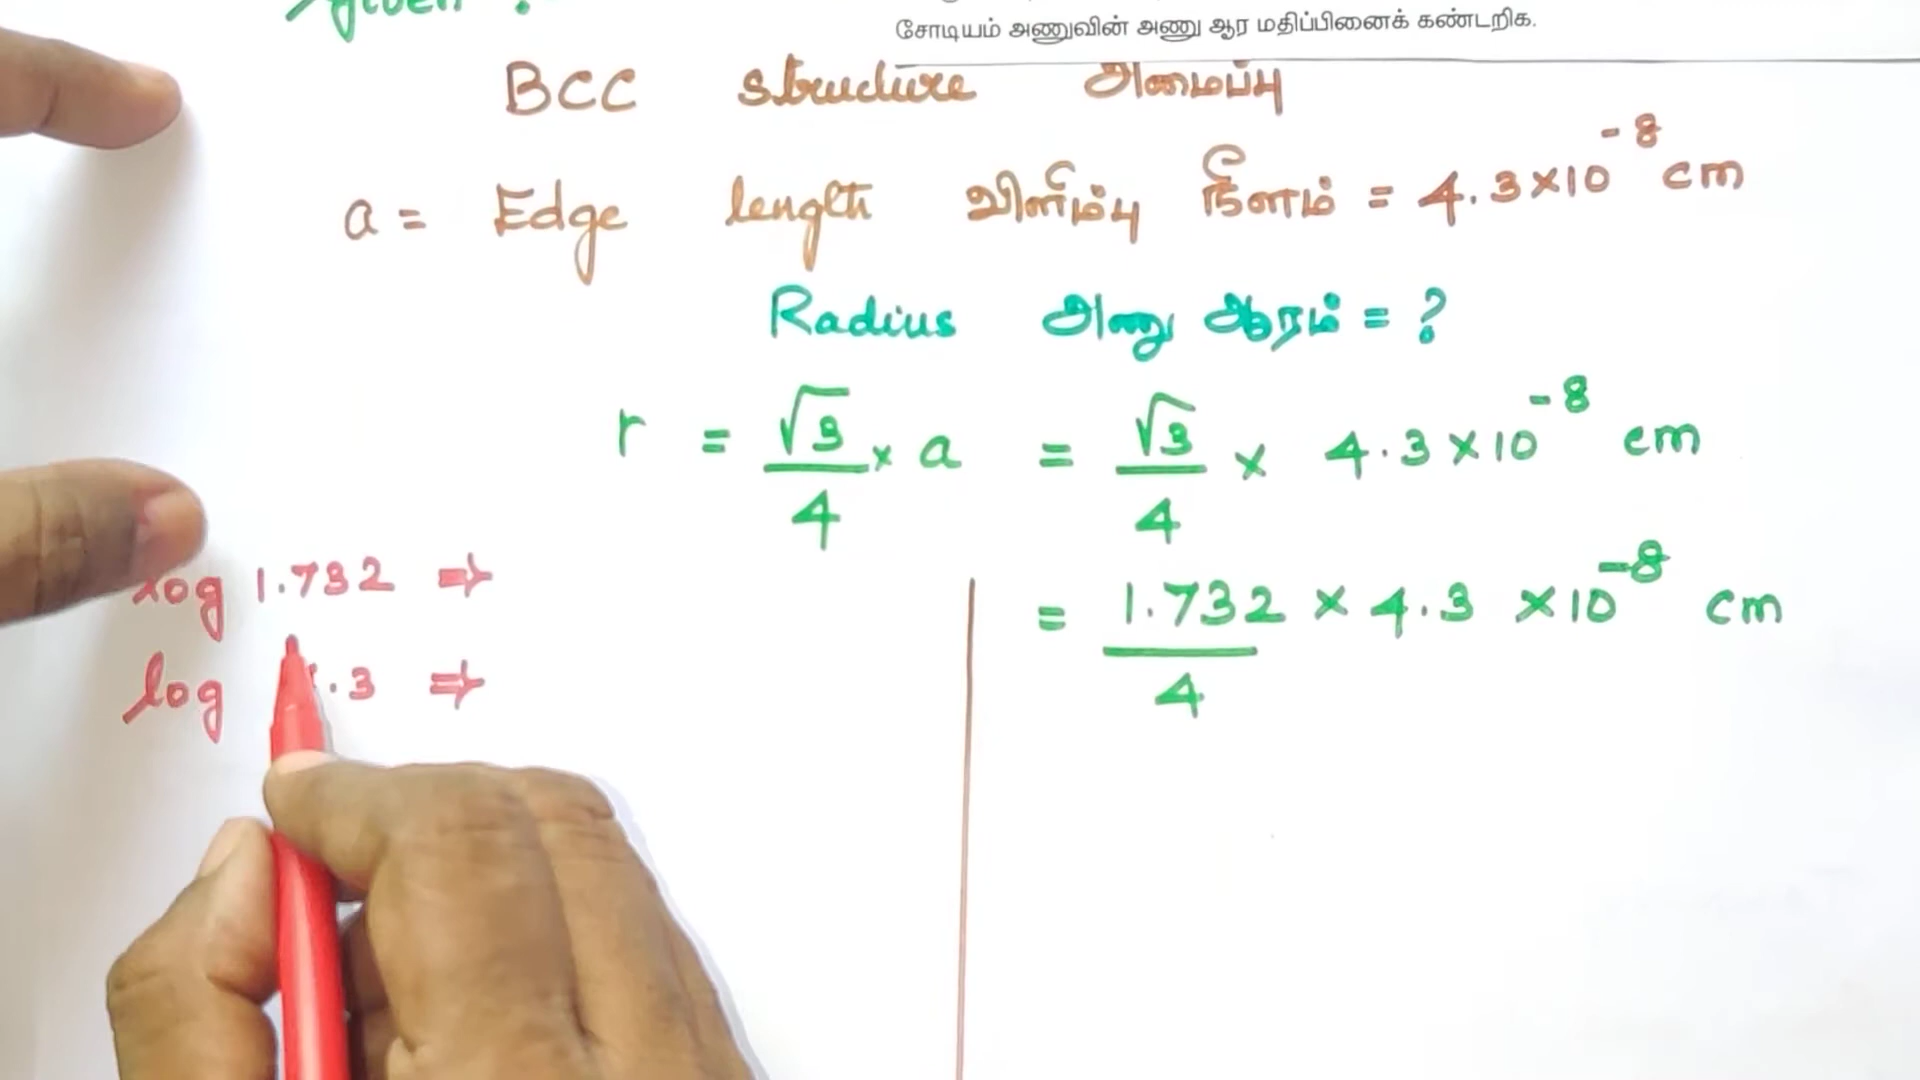 given :
சோடியம் அணுவின் அணு ஆர மதிப்பினைக் கண்டறிக.
BCC structure அமைப்பு
a = Edge length விளிம்பு நீளம் = 4.3×10⁻⁸ cm
Radius அணு ஆரம் = ?
r = √3/4 × a = √3/4 × 4.3×10⁻⁸ cm
= 1.732/4 × 4.3 ×10⁻⁸ cm
log 1.732 ⇒
log .3 ⇒